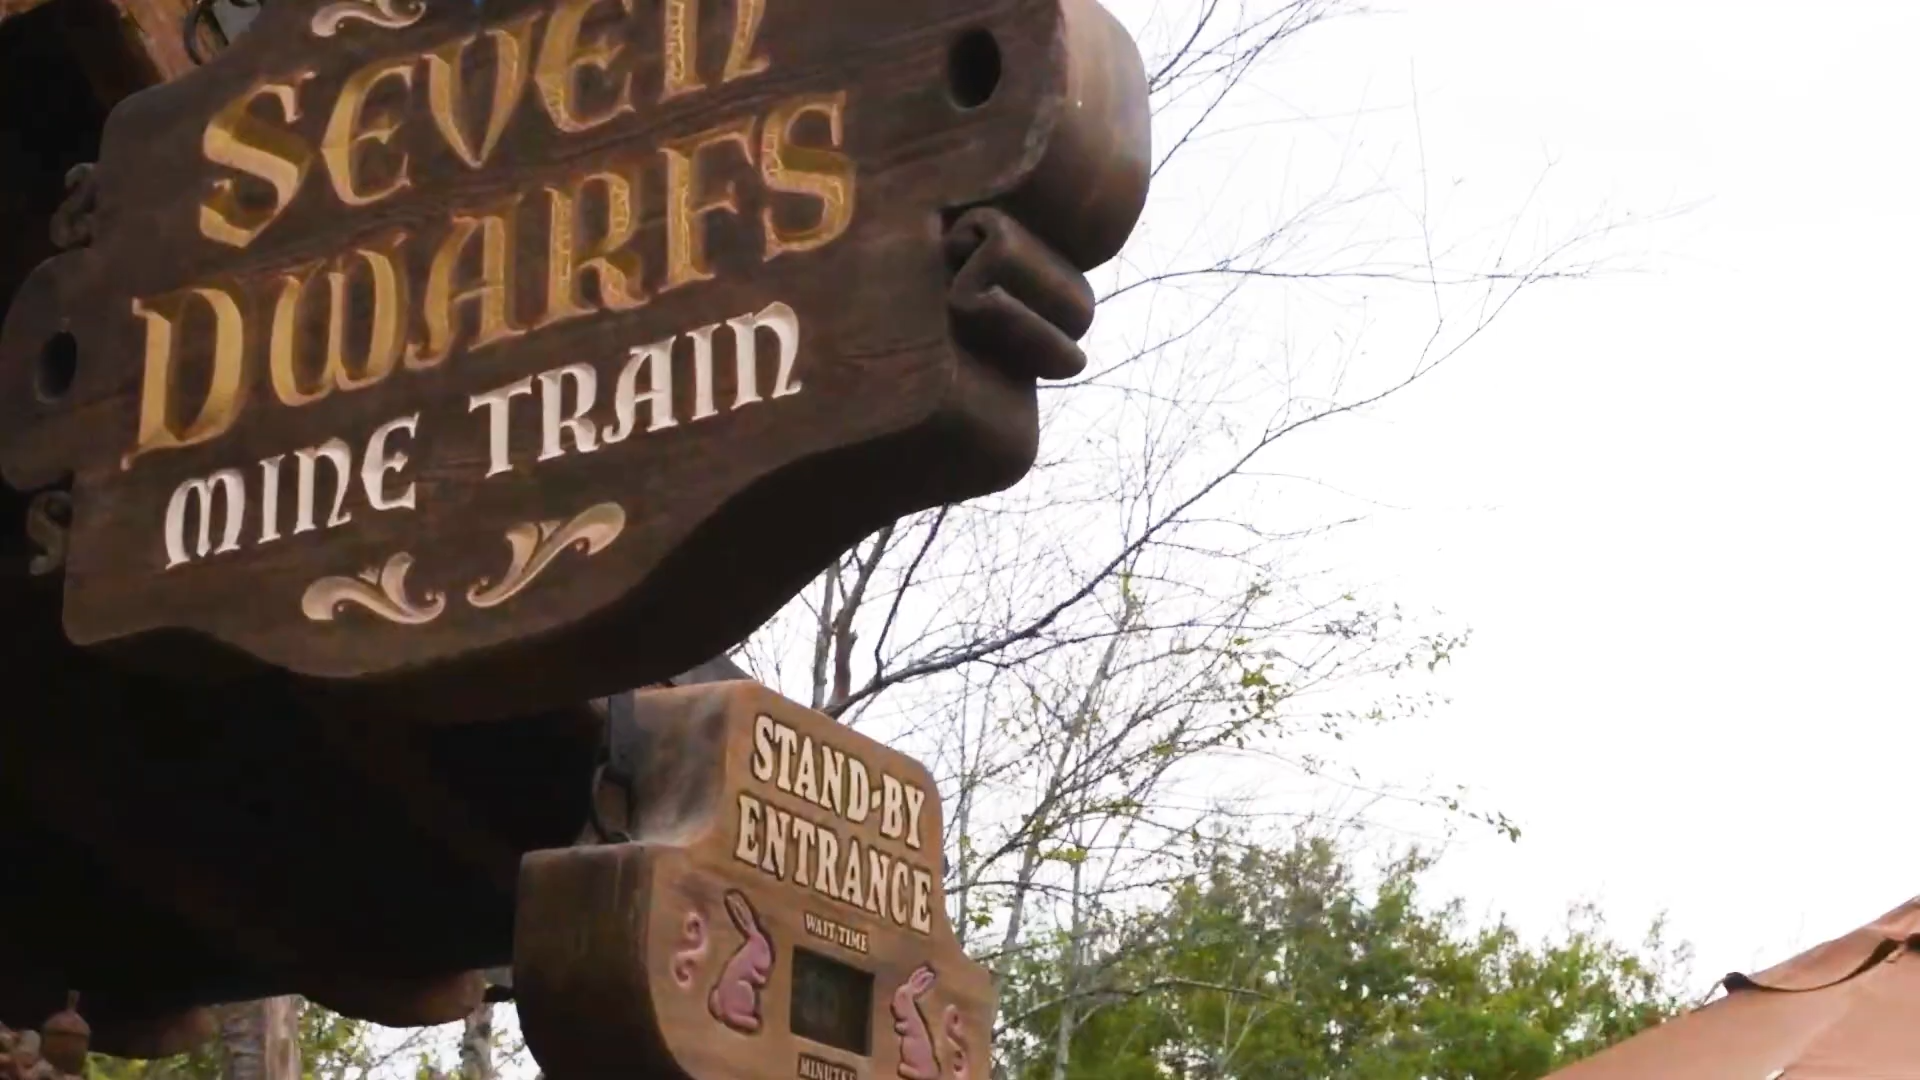 SEVEN
DWARFS
MINE TRAIN
STAND-BY
ENTRANCE
WAIT TIME
MINUTES